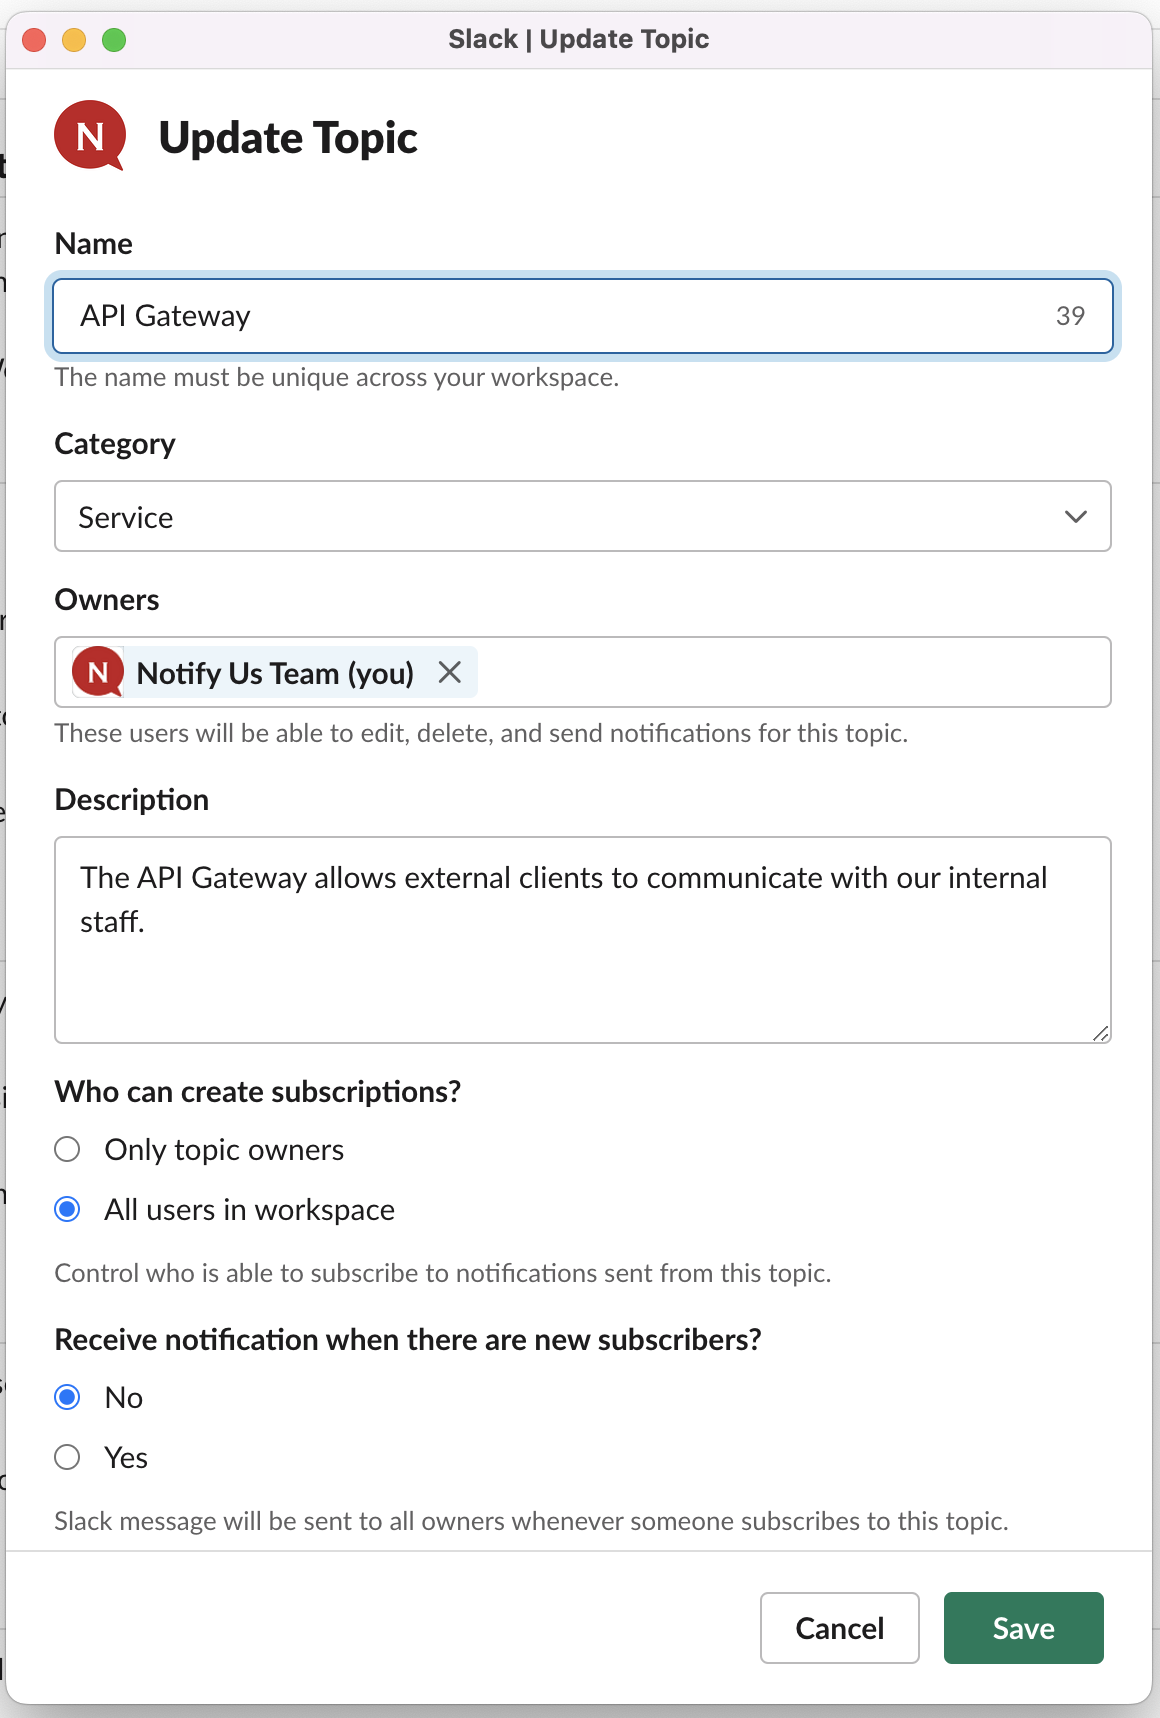 Slack | Update Topic
N
Update Topic
Name
API Gateway 39
The name must be unique across your workspace.
Category
Service
Owners
N Notify Us Team (you)
These users will be able to edit, delete, and send notifications for this topic.
Description
The API Gateway allows external clients to communicate with our internal
staff.
Who can create subscriptions?
Only topic owners
All users in workspace
Control who is able to subscribe to notifications sent from this topic.
Receive notification when there are new subscribers?
No
Yes
Slack message will be sent to all owners whenever someone subscribes to this topic.
Cancel Save